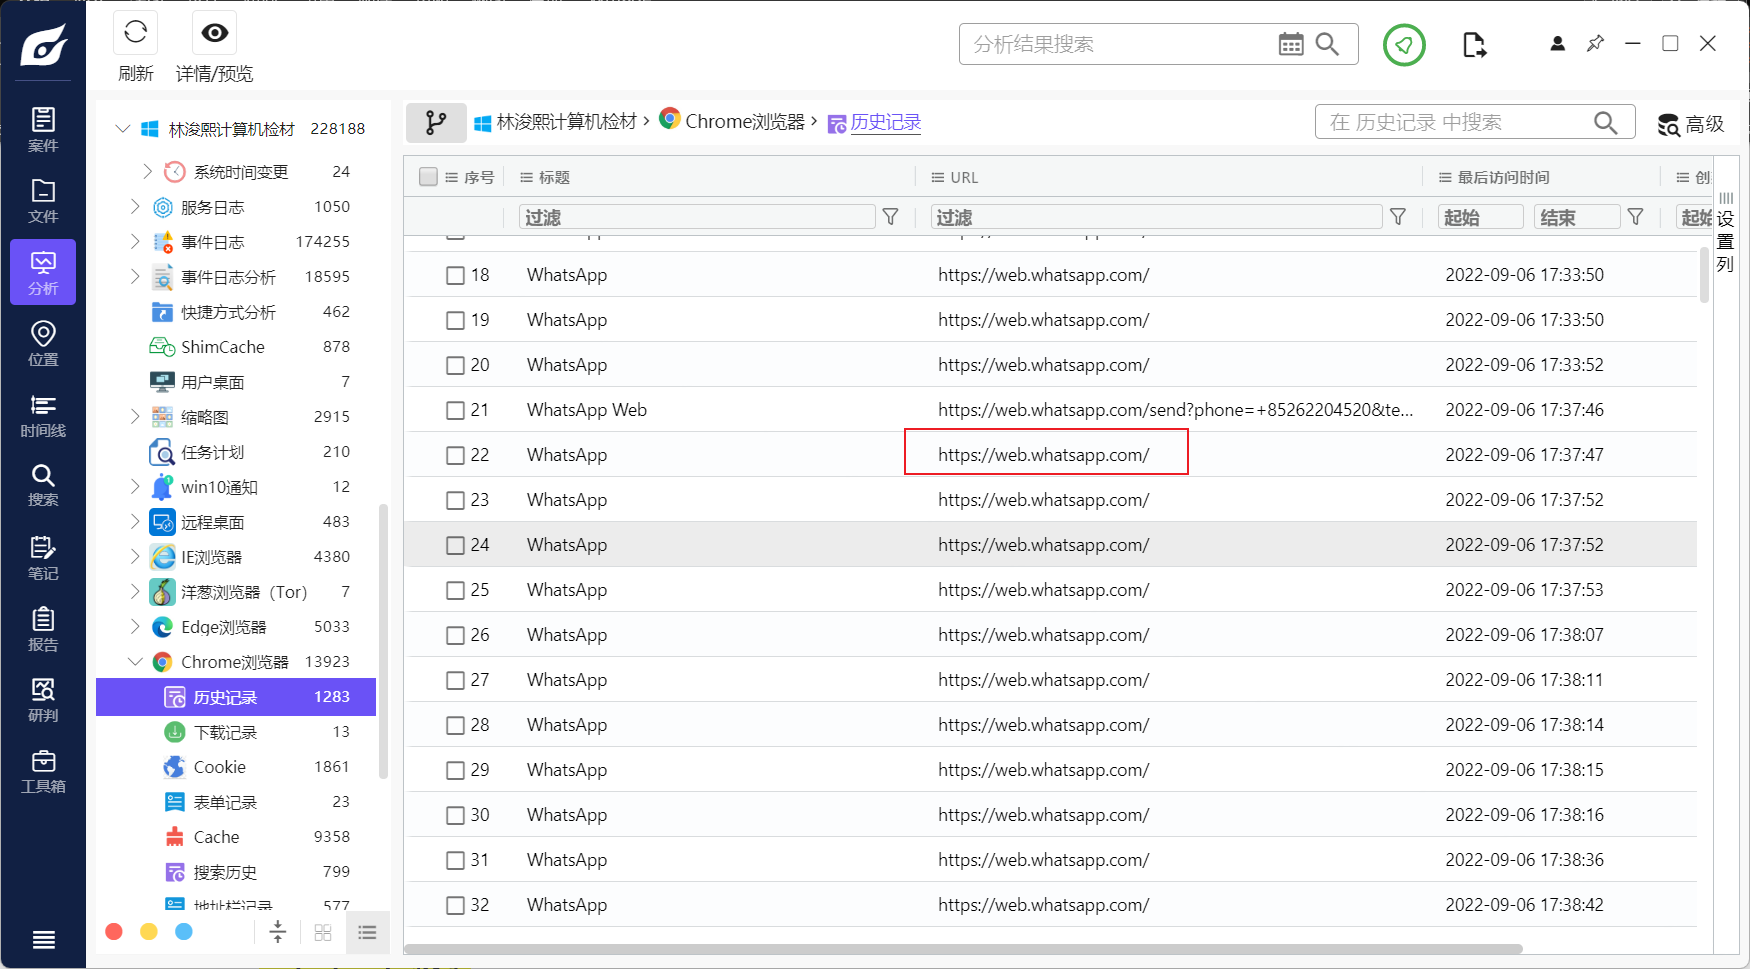 刷新
详情/预览
分析结果搜索
案件
文件
分析
位置
时间线
搜索
笔记
报告
研判
工具箱
林浚熙计算机检材 228188
系统时间变更 24
服务日志 1050
事件日志 174255
事件日志分析 18595
快捷方式分析 462
ShimCache 878
用户桌面 7
缩略图 2915
任务计划 210
win10通知 12
远程桌面 483
IE浏览器 4380
洋葱浏览器（Tor） 7
Edge浏览器 5033
Chrome浏览器 13923
历史记录 1283
下载记录 13
Cookie 1861
表单记录 23
Cache 9358
搜索历史 799
地址栏记录 577
林浚熙计算机检材 › Chrome浏览器 › 历史记录
在 历史记录 中搜索
高级
序号 标题 URL 最后访问时间
过滤 过滤 起始 结束 起始
设置列
18 WhatsApp https://web.whatsapp.com/ 2022-09-06 17:33:50
19 WhatsApp https://web.whatsapp.com/ 2022-09-06 17:33:50
20 WhatsApp https://web.whatsapp.com/ 2022-09-06 17:33:52
21 WhatsApp Web https://web.whatsapp.com/send?phone=+85262204520&te... 2022-09-06 17:37:46
22 WhatsApp https://web.whatsapp.com/ 2022-09-06 17:37:47
23 WhatsApp https://web.whatsapp.com/ 2022-09-06 17:37:52
24 WhatsApp https://web.whatsapp.com/ 2022-09-06 17:37:52
25 WhatsApp https://web.whatsapp.com/ 2022-09-06 17:37:53
26 WhatsApp https://web.whatsapp.com/ 2022-09-06 17:38:07
27 WhatsApp https://web.whatsapp.com/ 2022-09-06 17:38:11
28 WhatsApp https://web.whatsapp.com/ 2022-09-06 17:38:14
29 WhatsApp https://web.whatsapp.com/ 2022-09-06 17:38:15
30 WhatsApp https://web.whatsapp.com/ 2022-09-06 17:38:16
31 WhatsApp https://web.whatsapp.com/ 2022-09-06 17:38:36
32 WhatsApp https://web.whatsapp.com/ 2022-09-06 17:38:42